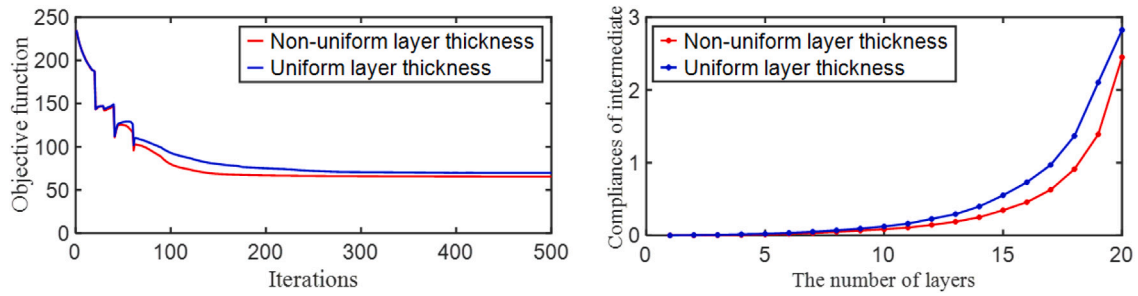 250
200
150
100
50
0
Objective function
Non-uniform layer thickness
Uniform layer thickness
0
100
200
300
400
500
Iterations
3
2
1
0
Compliances of intermediate
Non-uniform layer thickness
Uniform layer thickness
0
5
10
15
20
The number of layers